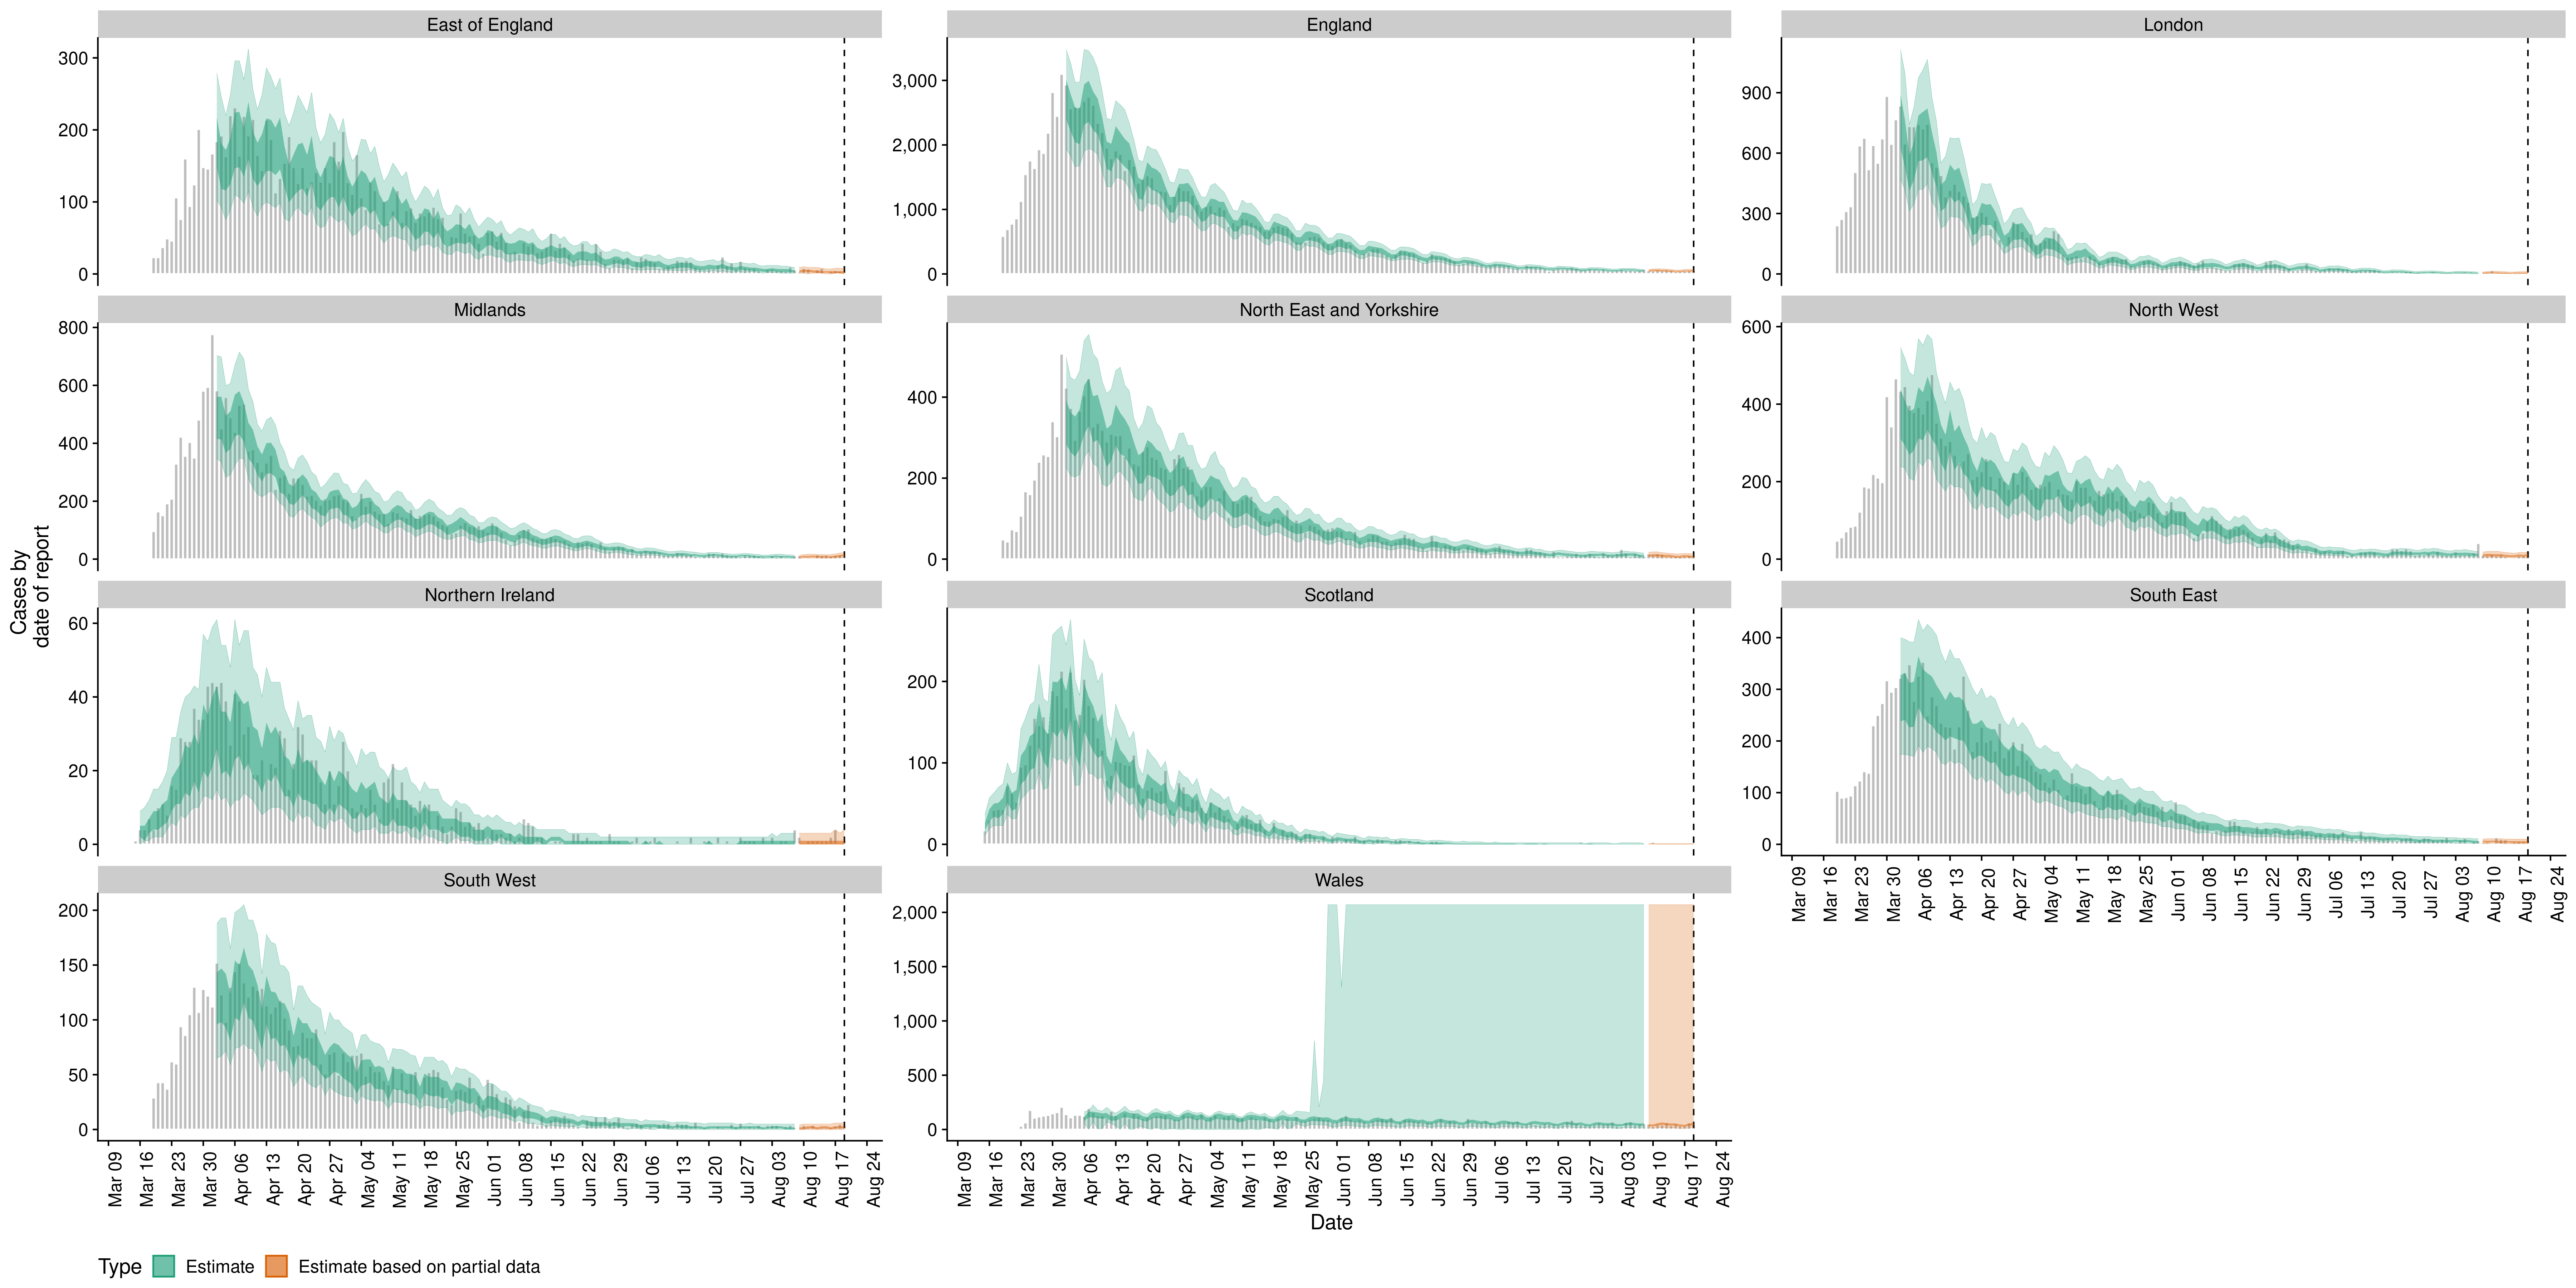 East of England
England
London
300
200
100
0
3,000
2,000
1,000
0
900
600
300
0
Midlands
North East and Yorkshire
North West
800
600
400
200
0
400
200
0
600
400
200
0
Cases by
date of report
Northern Ireland
Scotland
South East
60
40
20
0
200
100
0
400
300
200
100
0
Mar 09
Mar 16
Mar 23
Mar 30
Apr 06
Apr 13
Apr 20
Apr 27
May 04
May 11
May 18
May 25
Jun 01
Jun 08
Jun 15
Jun 22
Jun 29
Jul 06
Jul 13
Jul 20
Jul 27
Aug 03
Aug 10
Aug 17
Aug 24
South West
Wales
200
150
100
50
0
2,000
1,500
1,000
500
0
Mar 09
Mar 16
Mar 23
Mar 30
Apr 06
Apr 13
Apr 20
Apr 27
May 04
May 11
May 18
May 25
Jun 01
Jun 08
Jun 15
Jun 22
Jun 29
Jul 06
Jul 13
Jul 20
Jul 27
Aug 03
Aug 10
Aug 17
Aug 24
Mar 09
Mar 16
Mar 23
Mar 30
Apr 06
Apr 13
Apr 20
Apr 27
May 04
May 11
May 18
May 25
Jun 01
Jun 08
Jun 15
Jun 22
Jun 29
Jul 06
Jul 13
Jul 20
Jul 27
Aug 03
Aug 10
Aug 17
Aug 24
Date
Type Estimate Estimate based on partial data